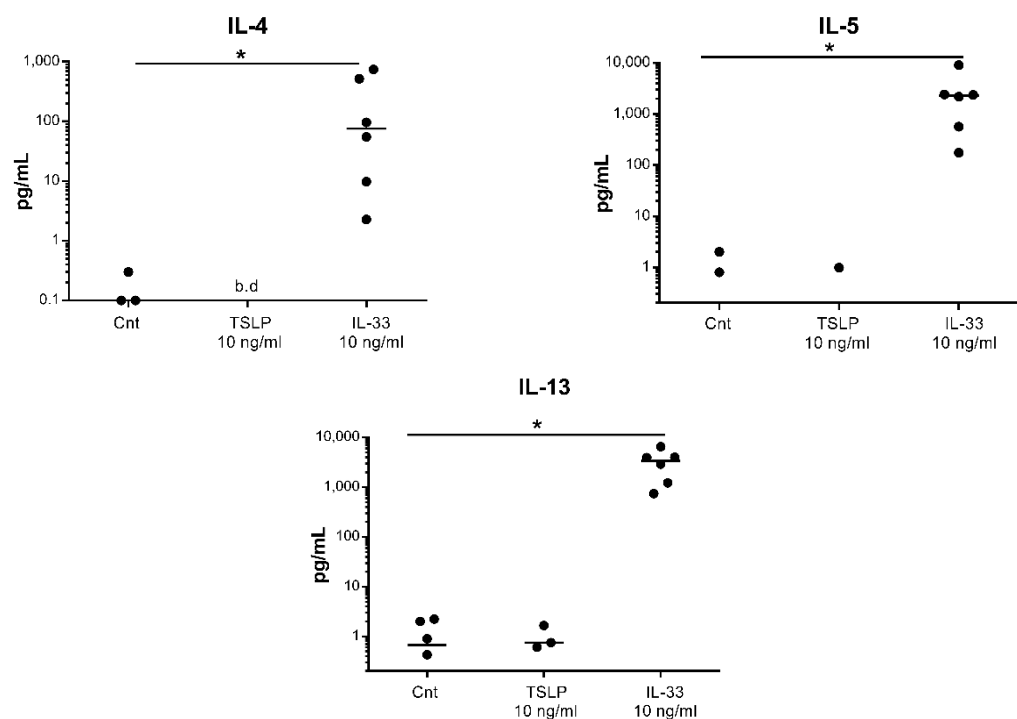 IL-4
*
1,000
100
10
1
0.1
pg/mL
b.d
Cnt
TSLP
10 ng/ml
IL-33
10 ng/ml
IL-5
*
10,000
1,000
100
10
1
pg/mL
Cnt
TSLP
10 ng/ml
IL-33
10 ng/ml
IL-13
*
10,000
1,000
100
10
1
pg/mL
Cnt
TSLP
10 ng/ml
IL-33
10 ng/ml